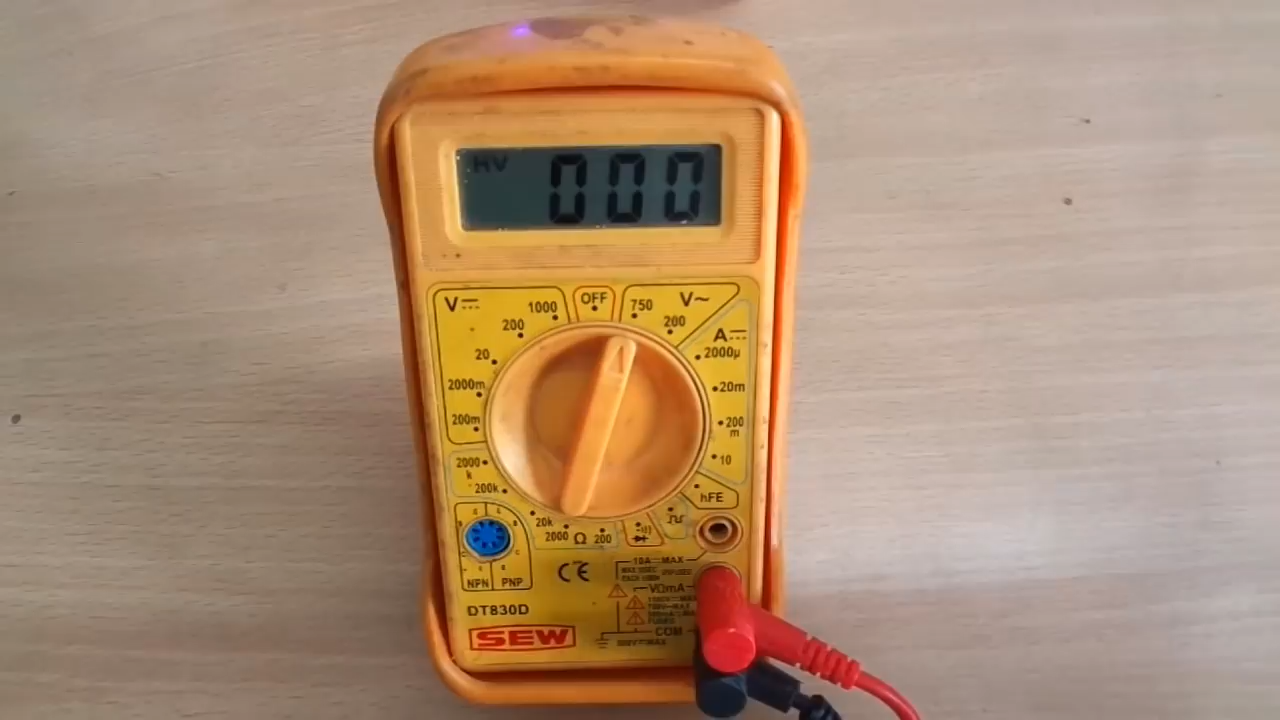 HV 000
V⎓ 1000 OFF 750 V~
200 200
A⎓
20 2000µ
2000m 20m
200m 200
m
2000 10
k
200k hFE
20k
2000 Ω 200
10A⎓MAX
NPN PNP CE
VΩmA
DT830D
SEW
COM